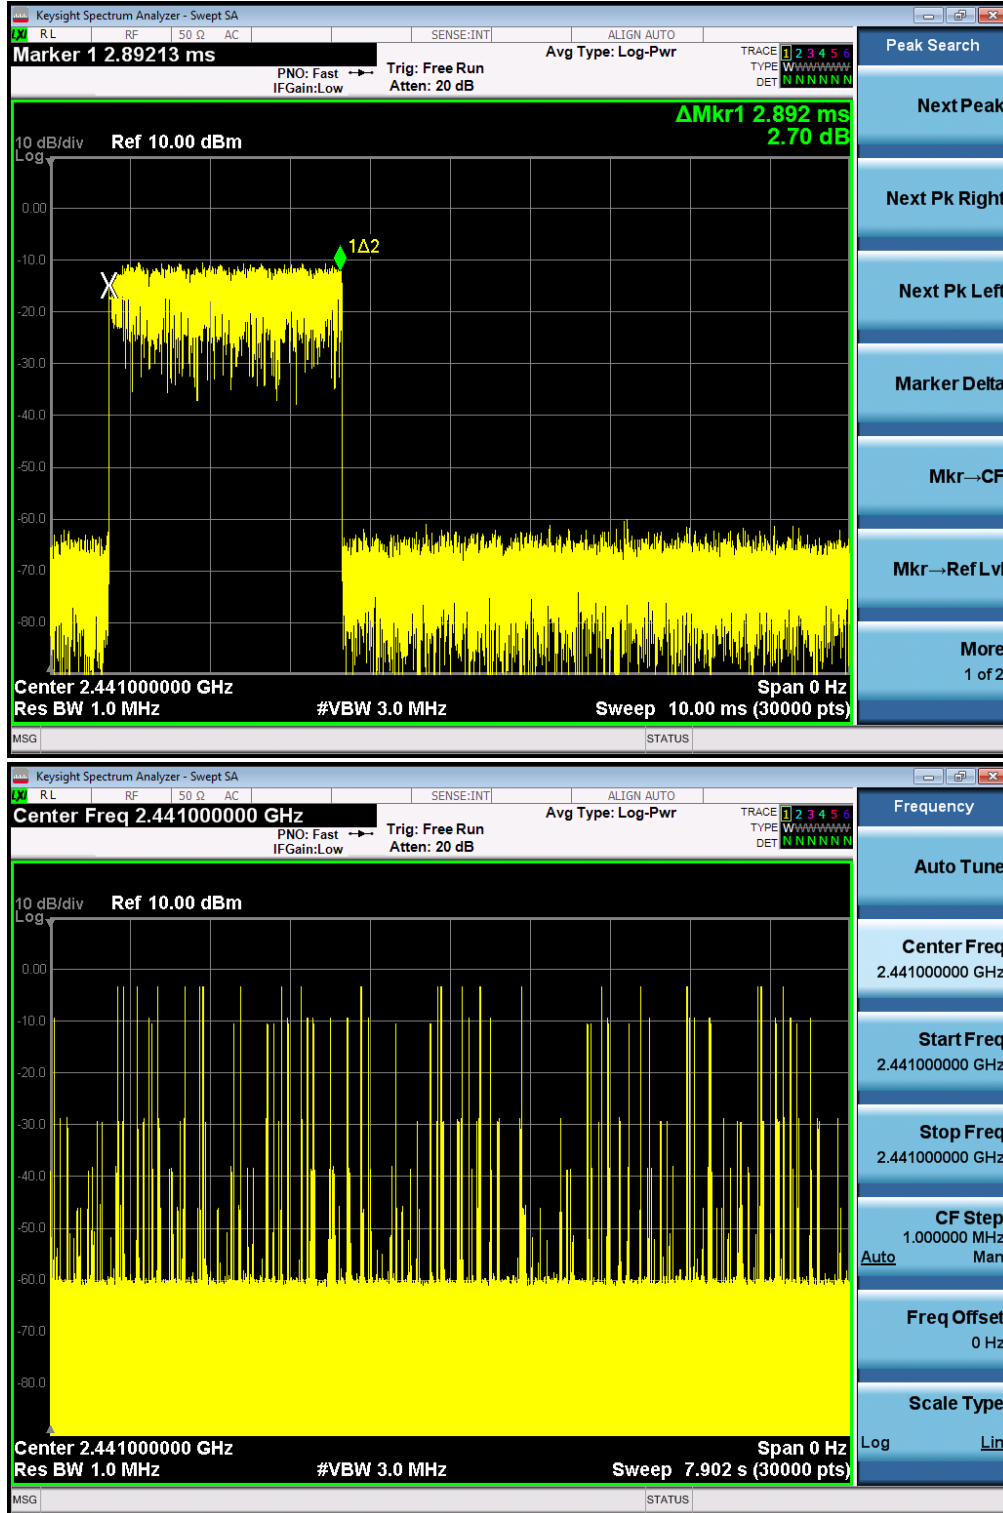 Keysight Spectrum Analyzer - Swept SA
LXI RL RF 50 Ω AC SENSE:INT ALIGN AUTO
Marker 1 2.89213 ms
PNO: Fast
IFGain:Low
Trig: Free Run
Atten: 20 dB
Avg Type: Log-Pwr
TRACE 1 2 3 4 5 6
TYPE WWWWWW
DET N N N N N N
ΔMkr1 2.892 ms
2.70 dB
10 dB/div Ref 10.00 dBm
Log
0.00
-10.0
-20.0
-30.0
-40.0
-50.0
-60.0
-70.0
-80.0
X
1Δ2
Center 2.441000000 GHz Span 0 Hz
Res BW 1.0 MHz #VBW 3.0 MHz Sweep 10.00 ms (30000 pts)
MSG STATUS
Peak Search
Next Peak
Next Pk Right
Next Pk Left
Marker Delta
Mkr→CF
Mkr→Ref Lvl
More
1 of 2
Keysight Spectrum Analyzer - Swept SA
LXI RL RF 50 Ω AC SENSE:INT ALIGN AUTO
Center Freq 2.441000000 GHz
PNO: Fast
IFGain:Low
Trig: Free Run
Atten: 20 dB
Avg Type: Log-Pwr
TRACE 1 2 3 4 5 6
TYPE WWWWWW
DET N N N N N N
10 dB/div Ref 10.00 dBm
Log
0.00
-10.0
-20.0
-30.0
-40.0
-50.0
-60.0
-70.0
-80.0
Center 2.441000000 GHz Span 0 Hz
Res BW 1.0 MHz #VBW 3.0 MHz Sweep 7.902 s (30000 pts)
MSG STATUS
Frequency
Auto Tune
Center Freq
2.441000000 GHz
Start Freq
2.441000000 GHz
Stop Freq
2.441000000 GHz
CF Step
1.000000 MHz
Auto Man
Freq Offset
0 Hz
Scale Type
Log Lin